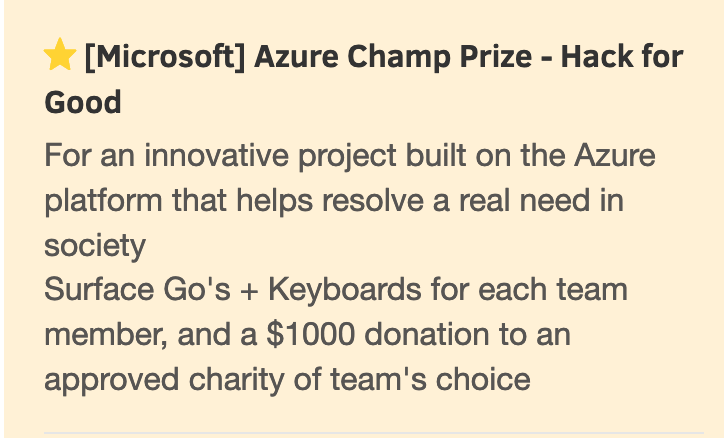 ⭐ [Microsoft] Azure Champ Prize - Hack for
Good
For an innovative project built on the Azure
platform that helps resolve a real need in
society
Surface Go's + Keyboards for each team
member, and a $1000 donation to an
approved charity of team's choice